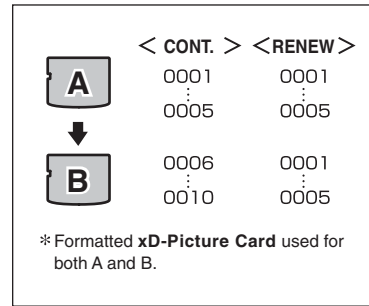 < CONT. > <RENEW>
A 0001 0001
⋮ ⋮
0005 0005
B 0006 0001
⋮ ⋮
0010 0005
*Formatted xD-Picture Card used for
both A and B.